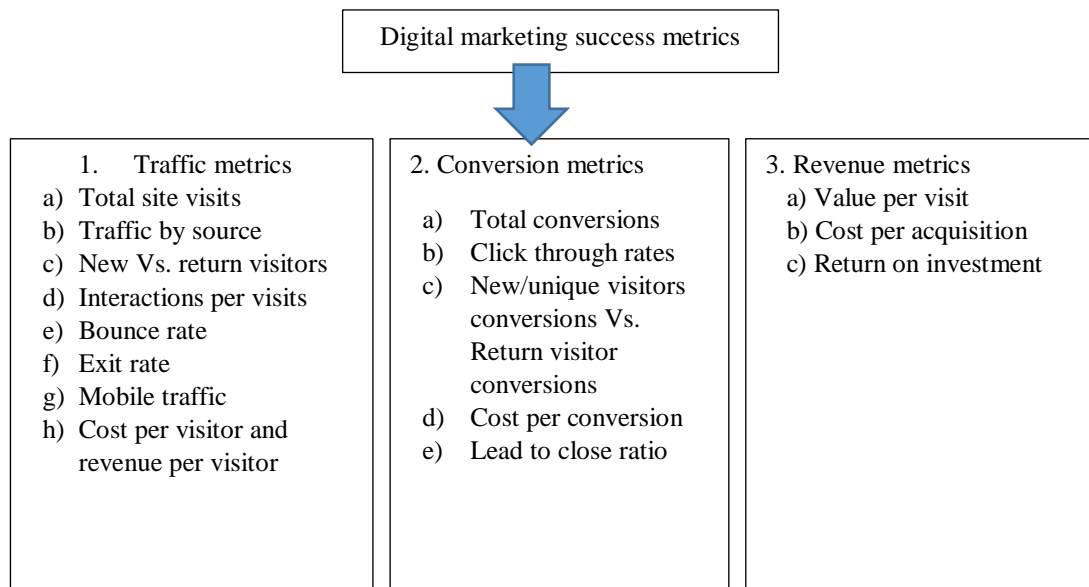 Digital marketing success metrics
1. Traffic metrics
a) Total site visits
b) Traffic by source
c) New Vs. return visitors
d) Interactions per visits
e) Bounce rate
f) Exit rate
g) Mobile traffic
h) Cost per visitor and
revenue per visitor
2. Conversion metrics
a) Total conversions
b) Click through rates
c) New/unique visitors
conversions Vs.
Return visitor
conversions
d) Cost per conversion
e) Lead to close ratio
3. Revenue metrics
a) Value per visit
b) Cost per acquisition
c) Return on investment